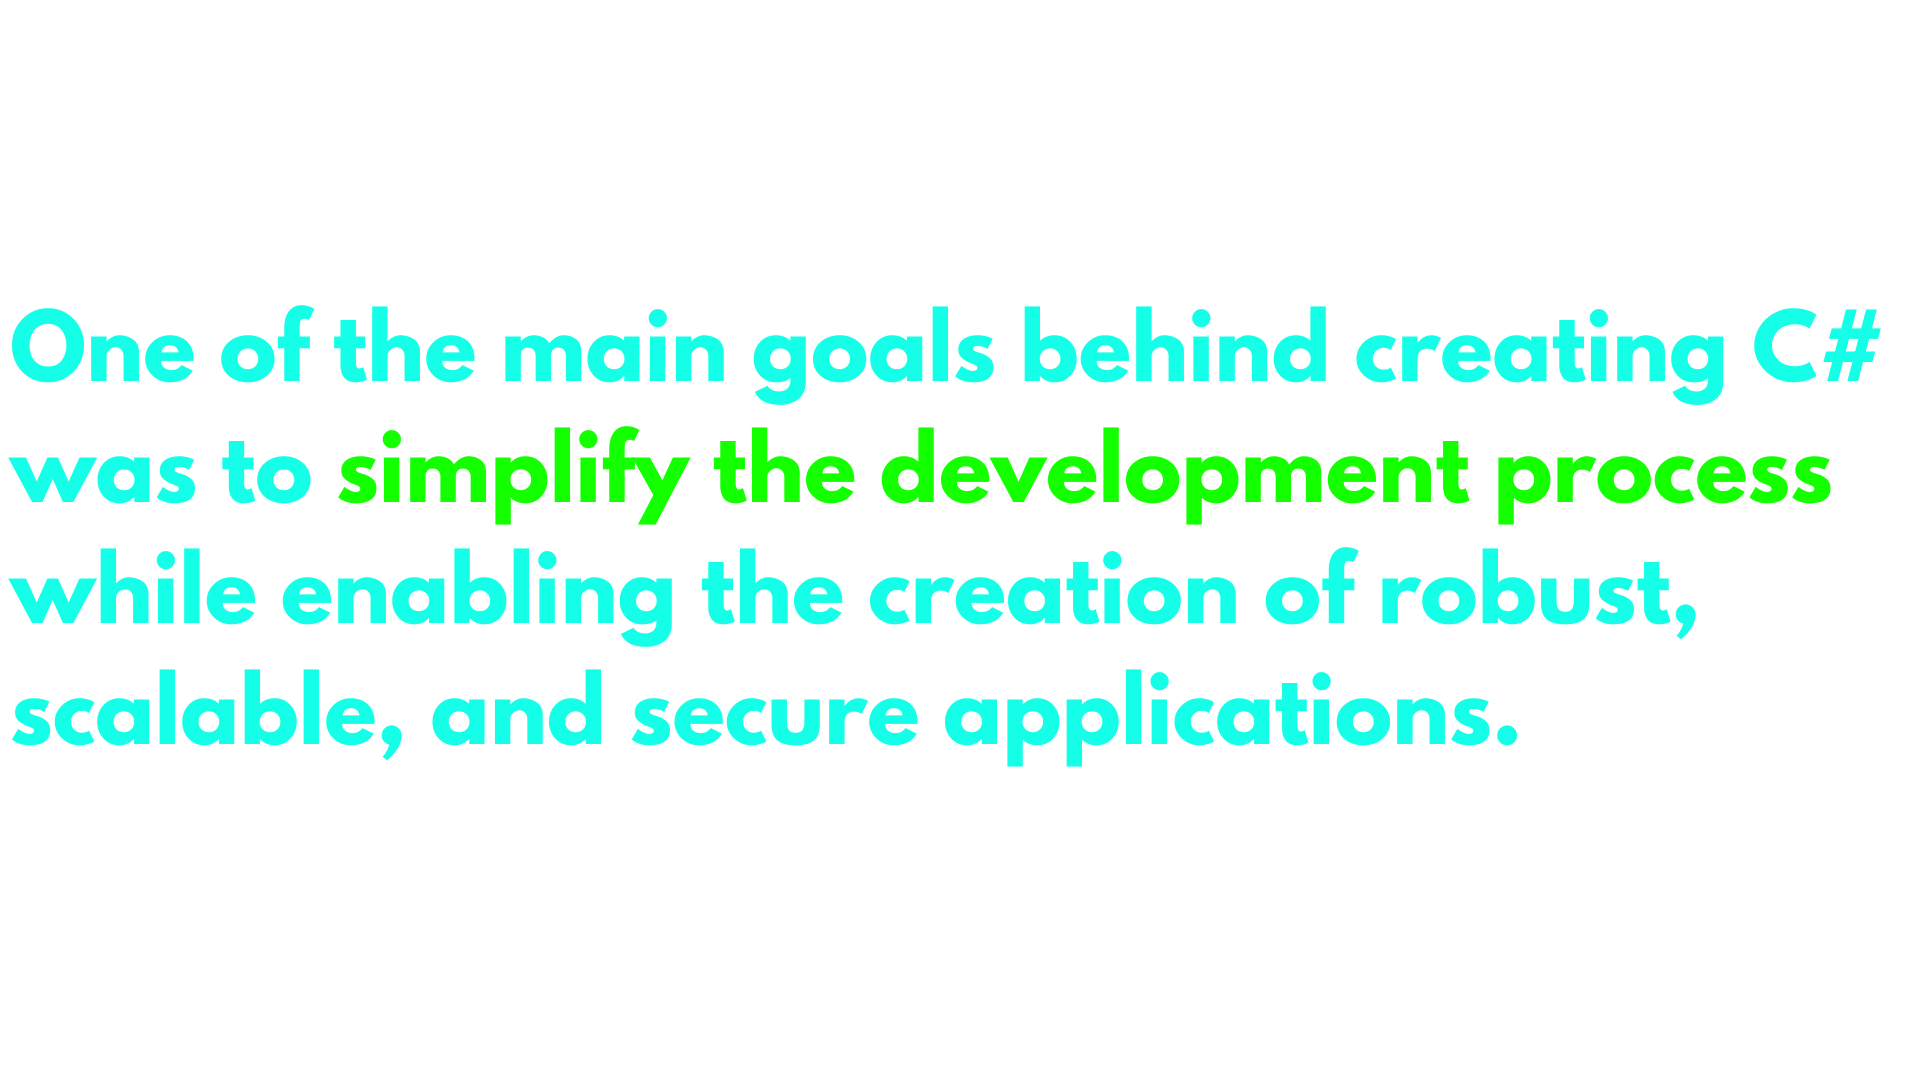 One of the main goals behind creating C#
was to simplify the development process
while enabling the creation of robust,
scalable, and secure applications.